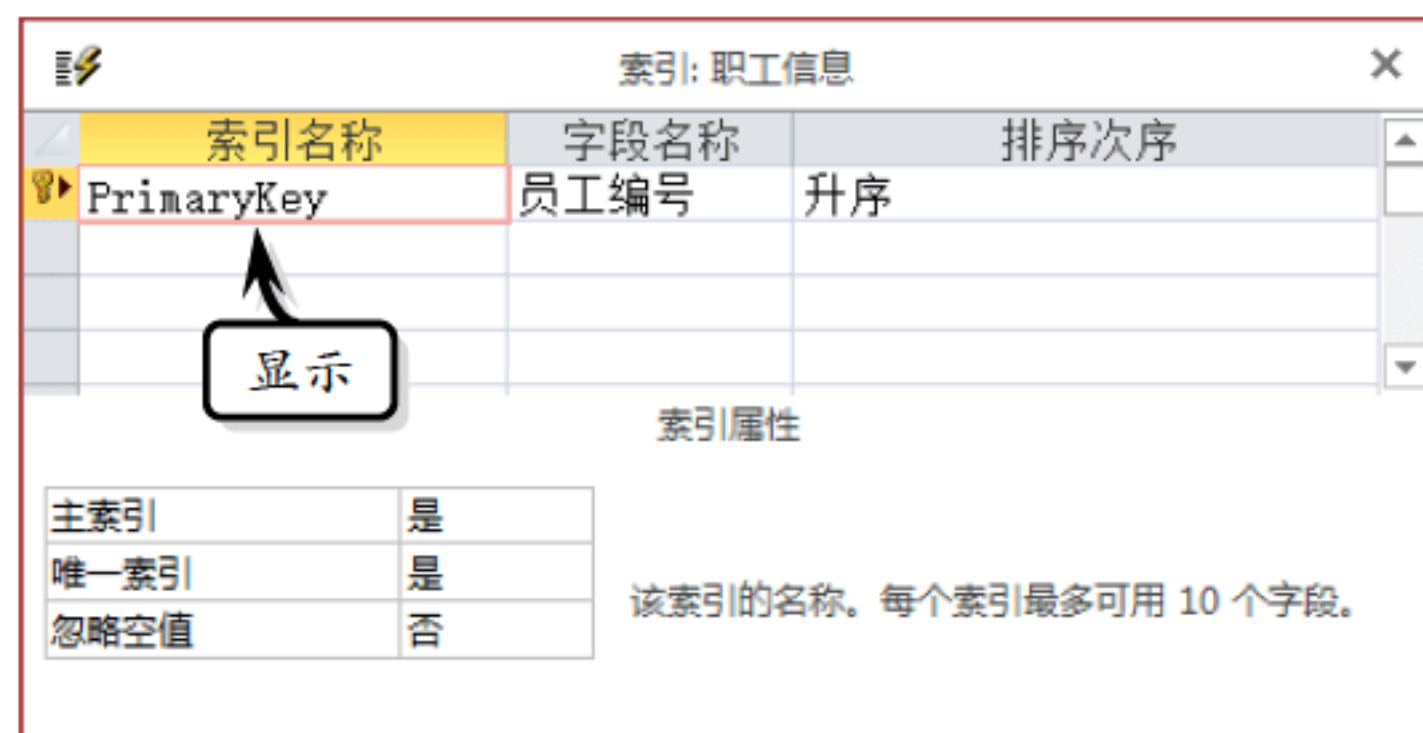 索引: 职工信息
索引名称 字段名称 排序次序
PrimaryKey 员工编号 升序
显示
索引属性
主索引 是
唯一索引 是
忽略空值 否
该索引的名称。每个索引最多可用 10 个字段。